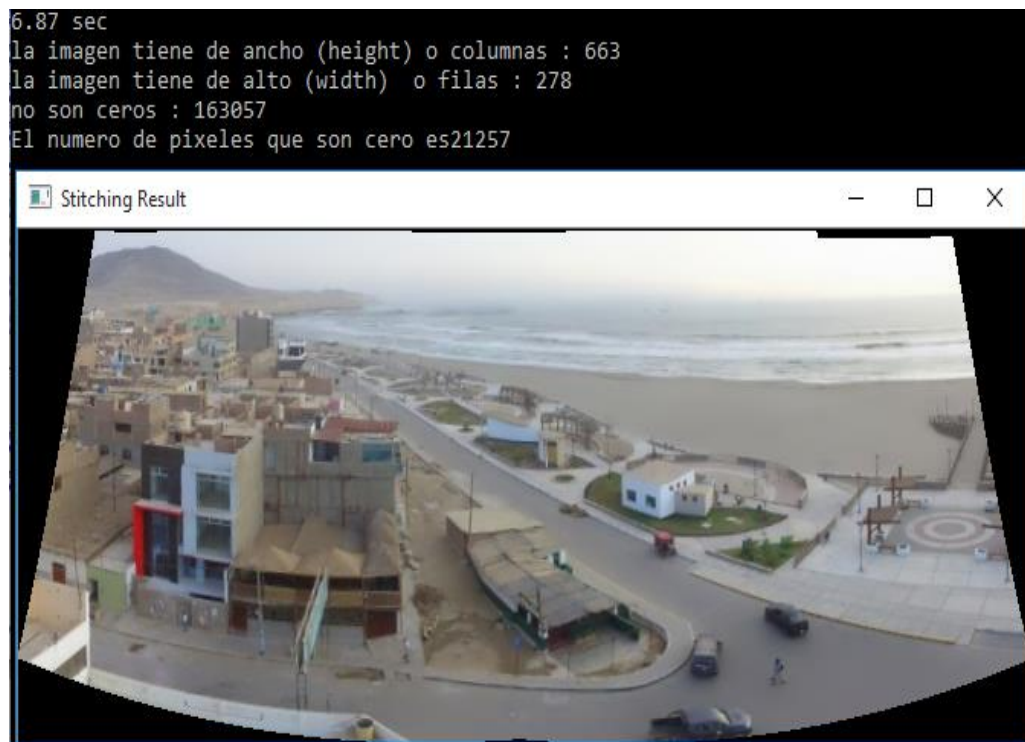 6.87 sec
la imagen tiene de ancho (height) o columnas : 663
la imagen tiene de alto (width)  o filas : 278
no son ceros : 163057
El numero de pixeles que son cero es21257
Stitching Result